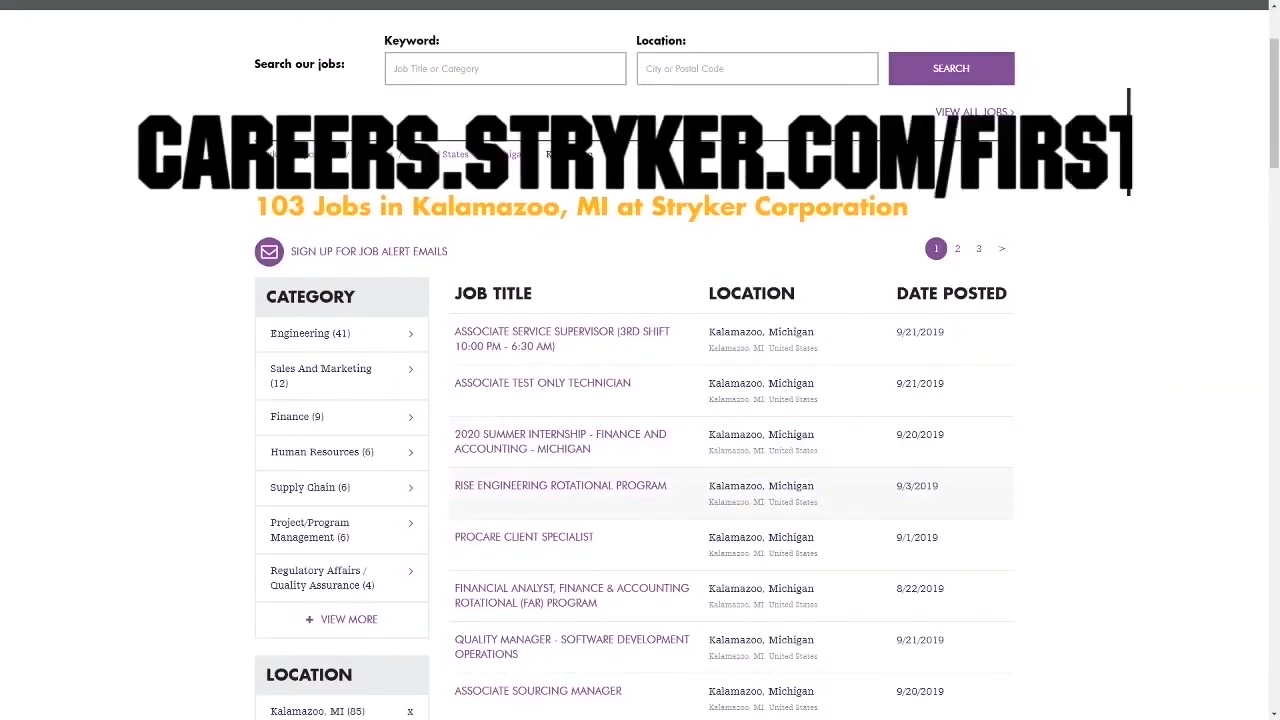 Keyword:
Location:
Search our jobs:
Job Title or Category
City or Postal Code
SEARCH
VIEW ALL JOBS >
CAREERS.STRYKER.COM/FIRST
103 Jobs in Kalamazoo, MI at Stryker Corporation
SIGN UP FOR JOB ALERT EMAILS
1 2 3 >
CATEGORY
Engineering (41)
Sales And Marketing
(12)
Finance (9)
Human Resources (6)
Supply Chain (6)
Project/Program
Management (6)
Regulatory Affairs /
Quality Assurance (4)
+ VIEW MORE
LOCATION
Kalamazoo, MI (85) x
JOB TITLE LOCATION DATE POSTED
ASSOCIATE SERVICE SUPERVISOR (3RD SHIFT
10:00 PM - 6:30 AM)
Kalamazoo, Michigan
Kalamazoo, MI, United States
9/21/2019
ASSOCIATE TEST ONLY TECHNICIAN
Kalamazoo, Michigan
Kalamazoo, MI, United States
9/21/2019
2020 SUMMER INTERNSHIP - FINANCE AND
ACCOUNTING - MICHIGAN
Kalamazoo, Michigan
Kalamazoo, MI, United States
9/20/2019
RISE ENGINEERING ROTATIONAL PROGRAM
Kalamazoo, Michigan
Kalamazoo, MI, United States
9/3/2019
PROCARE CLIENT SPECIALIST
Kalamazoo, Michigan
Kalamazoo, MI, United States
9/1/2019
FINANCIAL ANALYST, FINANCE & ACCOUNTING
ROTATIONAL (FAR) PROGRAM
Kalamazoo, Michigan
Kalamazoo, MI, United States
8/22/2019
QUALITY MANAGER - SOFTWARE DEVELOPMENT
OPERATIONS
Kalamazoo, Michigan
Kalamazoo, MI, United States
9/21/2019
ASSOCIATE SOURCING MANAGER
Kalamazoo, Michigan
Kalamazoo, MI, United States
9/20/2019